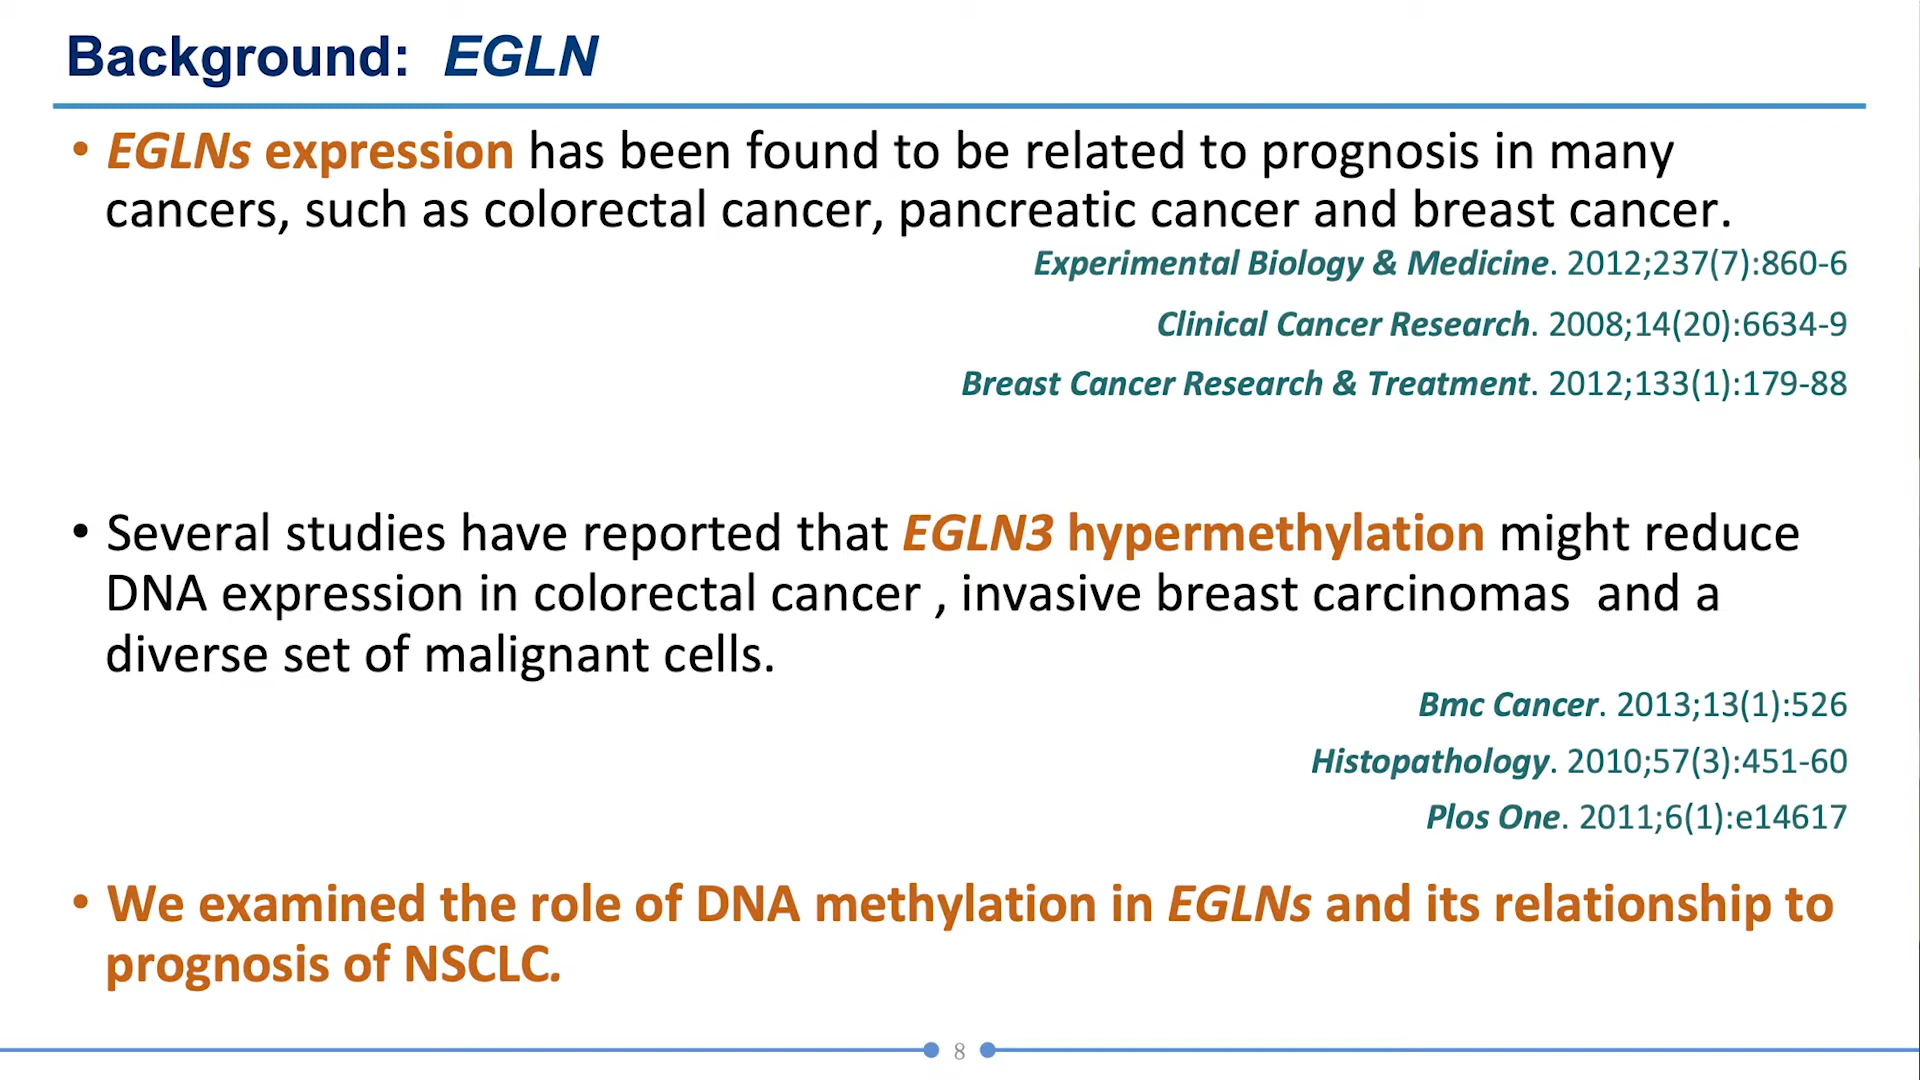 Background: EGLN
• EGLNs expression has been found to be related to prognosis in many
cancers, such as colorectal cancer, pancreatic cancer and breast cancer.
Experimental Biology & Medicine. 2012;237(7):860-6
Clinical Cancer Research. 2008;14(20):6634-9
Breast Cancer Research & Treatment. 2012;133(1):179-88
• Several studies have reported that EGLN3 hypermethylation might reduce
DNA expression in colorectal cancer , invasive breast carcinomas  and a
diverse set of malignant cells.
Bmc Cancer. 2013;13(1):526
Histopathology. 2010;57(3):451-60
Plos One. 2011;6(1):e14617
• We examined the role of DNA methylation in EGLNs and its relationship to
prognosis of NSCLC.
8